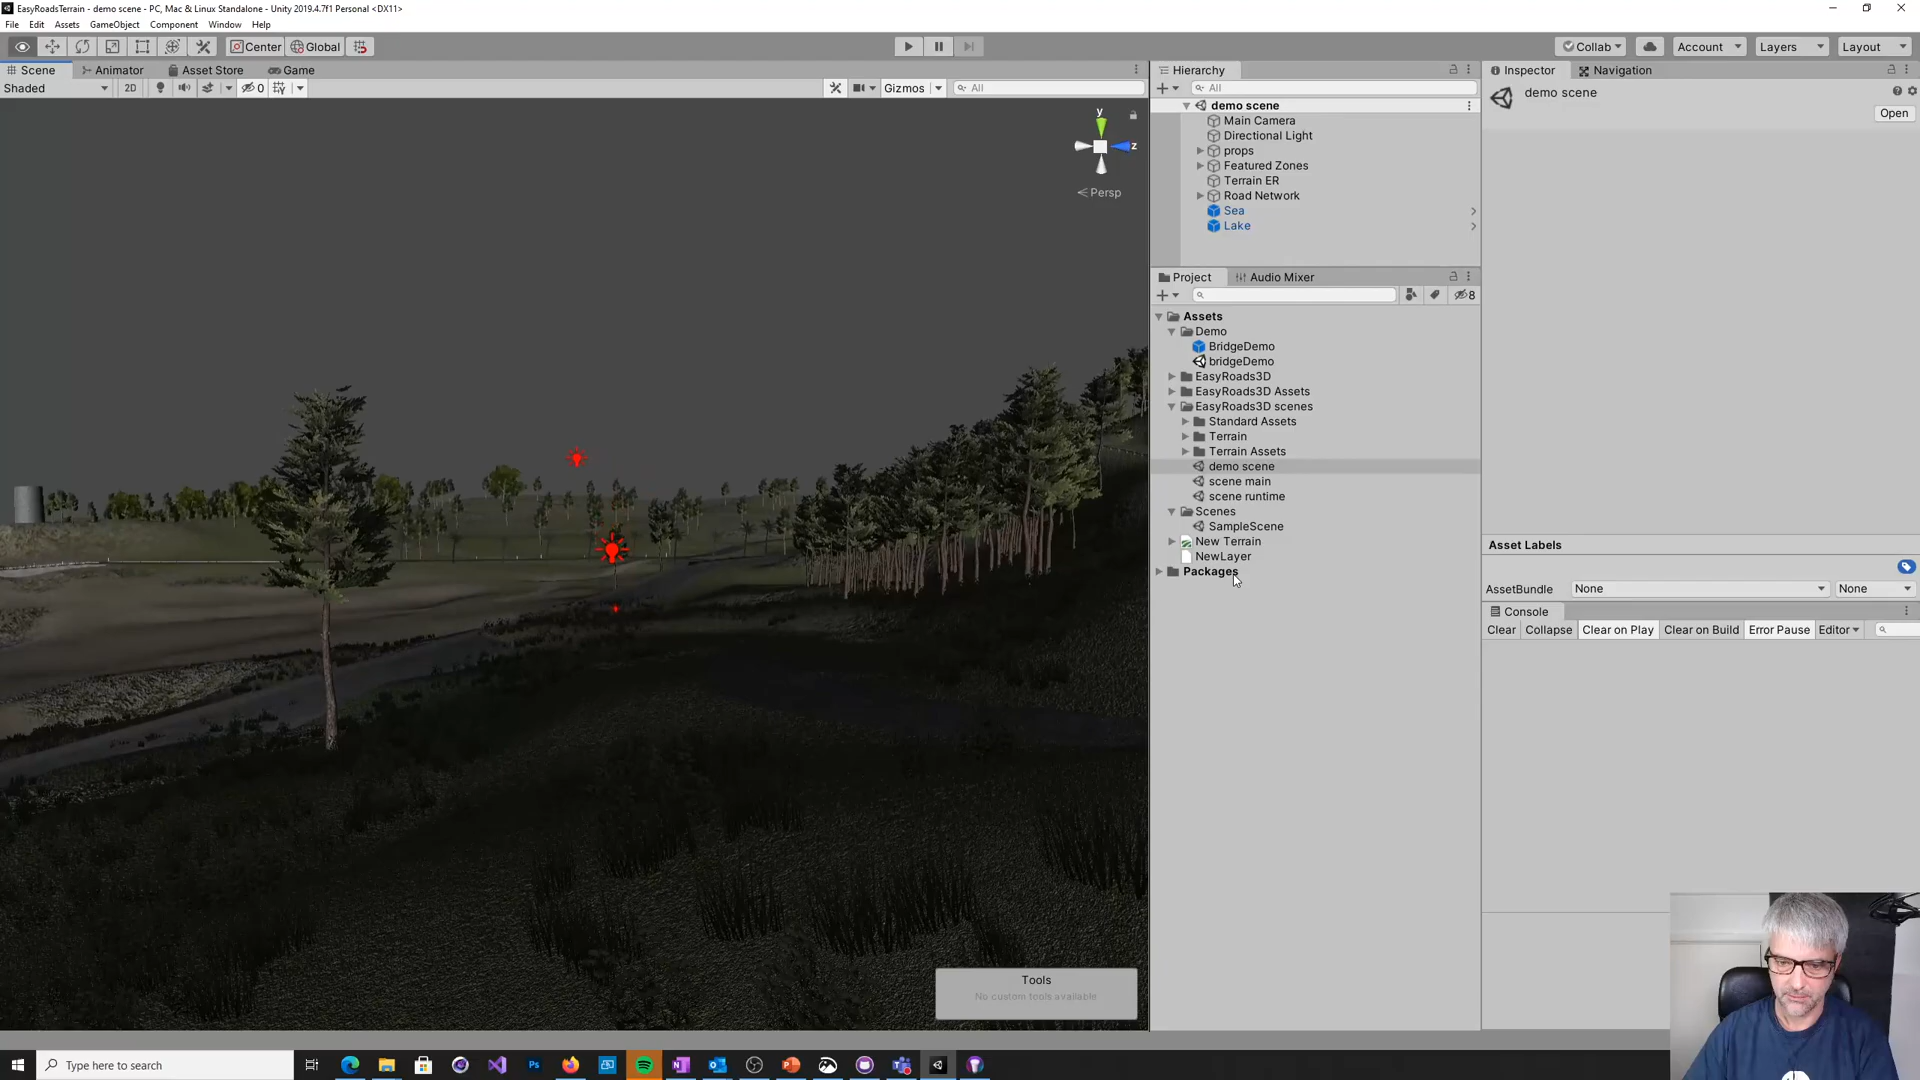 EasyRoadsTerrain - demo scene - PC, Mac & Linux Standalone - Unity 2019.4.7f1 Personal <DX11>
File Edit Assets GameObject Component Window Help
Center Global
Collab Account Layers Layout
Scene Animator Asset Store Game
Shaded 2D 0 Gizmos All
y
z
Persp
Tools
No custom tools available
Hierarchy
All
demo scene
Main Camera
Directional Light
props
Featured Zones
Terrain ER
Road Network
Sea
Lake
Project Audio Mixer
8
Assets
Demo
BridgeDemo
bridgeDemo
EasyRoads3D
EasyRoads3D Assets
EasyRoads3D scenes
Standard Assets
Terrain
Terrain Assets
demo scene
scene main
scene runtime
Scenes
SampleScene
New Terrain
NewLayer
Packages
Inspector Navigation
demo scene
Open
Asset Labels
AssetBundle None None
Console
Clear Collapse Clear on Play Clear on Build Error Pause Editor
Type here to search
Ps